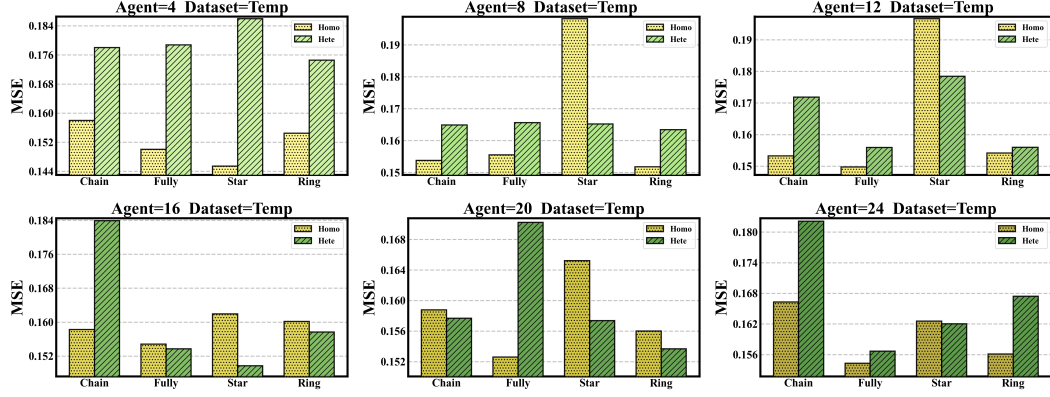 Agent=4 Dataset=Temp
MSE
0.184
0.176
0.160
0.152
0.144
Homo
Hete
Chain Fully Star Ring
Agent=8 Dataset=Temp
MSE
0.19
0.18
0.17
0.16
0.15
Homo
Hete
Chain Fully Star Ring
Agent=12 Dataset=Temp
MSE
0.19
0.18
0.17
0.16
0.15
Homo
Hete
Chain Fully Star Ring
Agent=16 Dataset=Temp
MSE
0.184
0.176
0.168
0.160
0.152
Homo
Hete
Chain Fully Star Ring
Agent=20 Dataset=Temp
MSE
0.168
0.164
0.160
0.156
0.152
Homo
Hete
Chain Fully Star Ring
Agent=24 Dataset=Temp
MSE
0.180
0.174
0.168
0.162
0.156
Homo
Hete
Chain Fully Star Ring